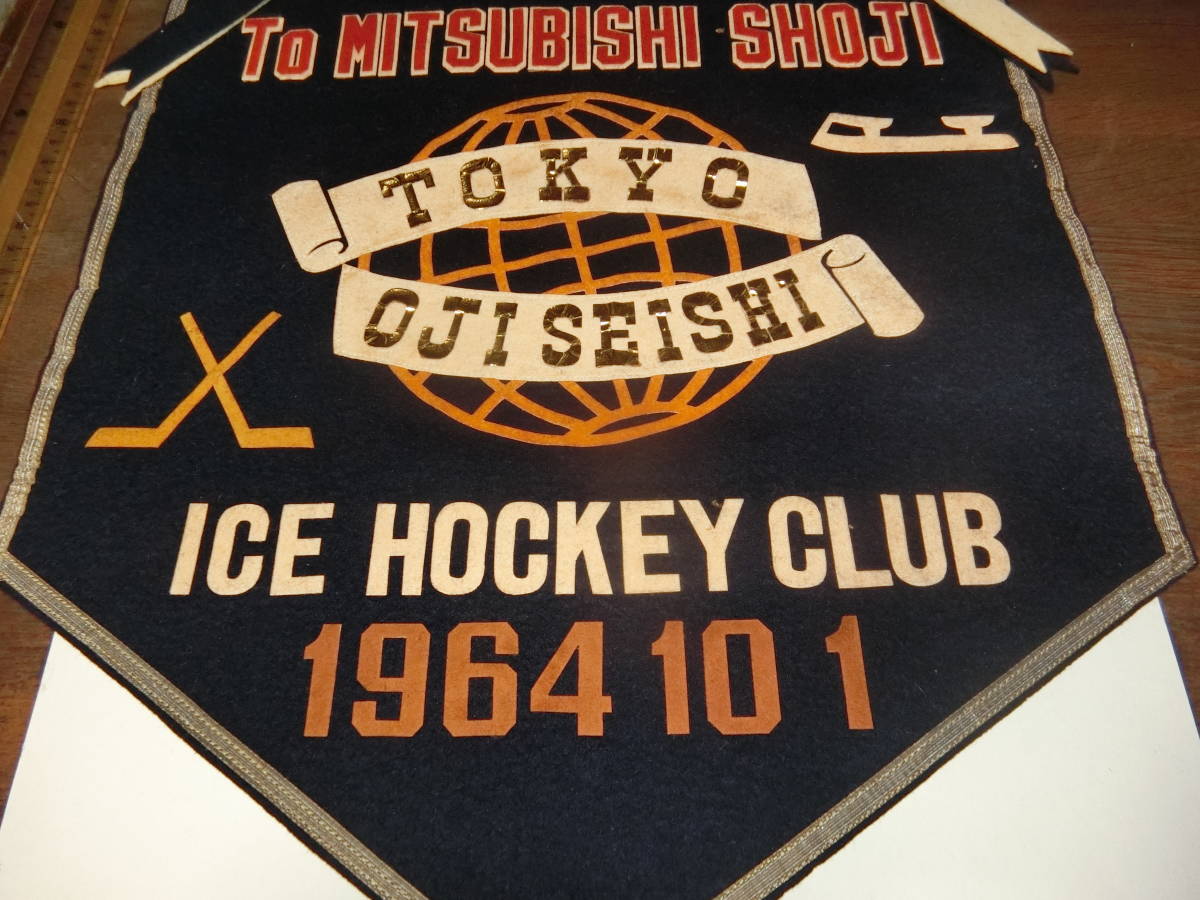 To MITSUBISHI SHOJI
TOKYO
OJI SEISHI
ICE HOCKEY CLUB
1964 10 1